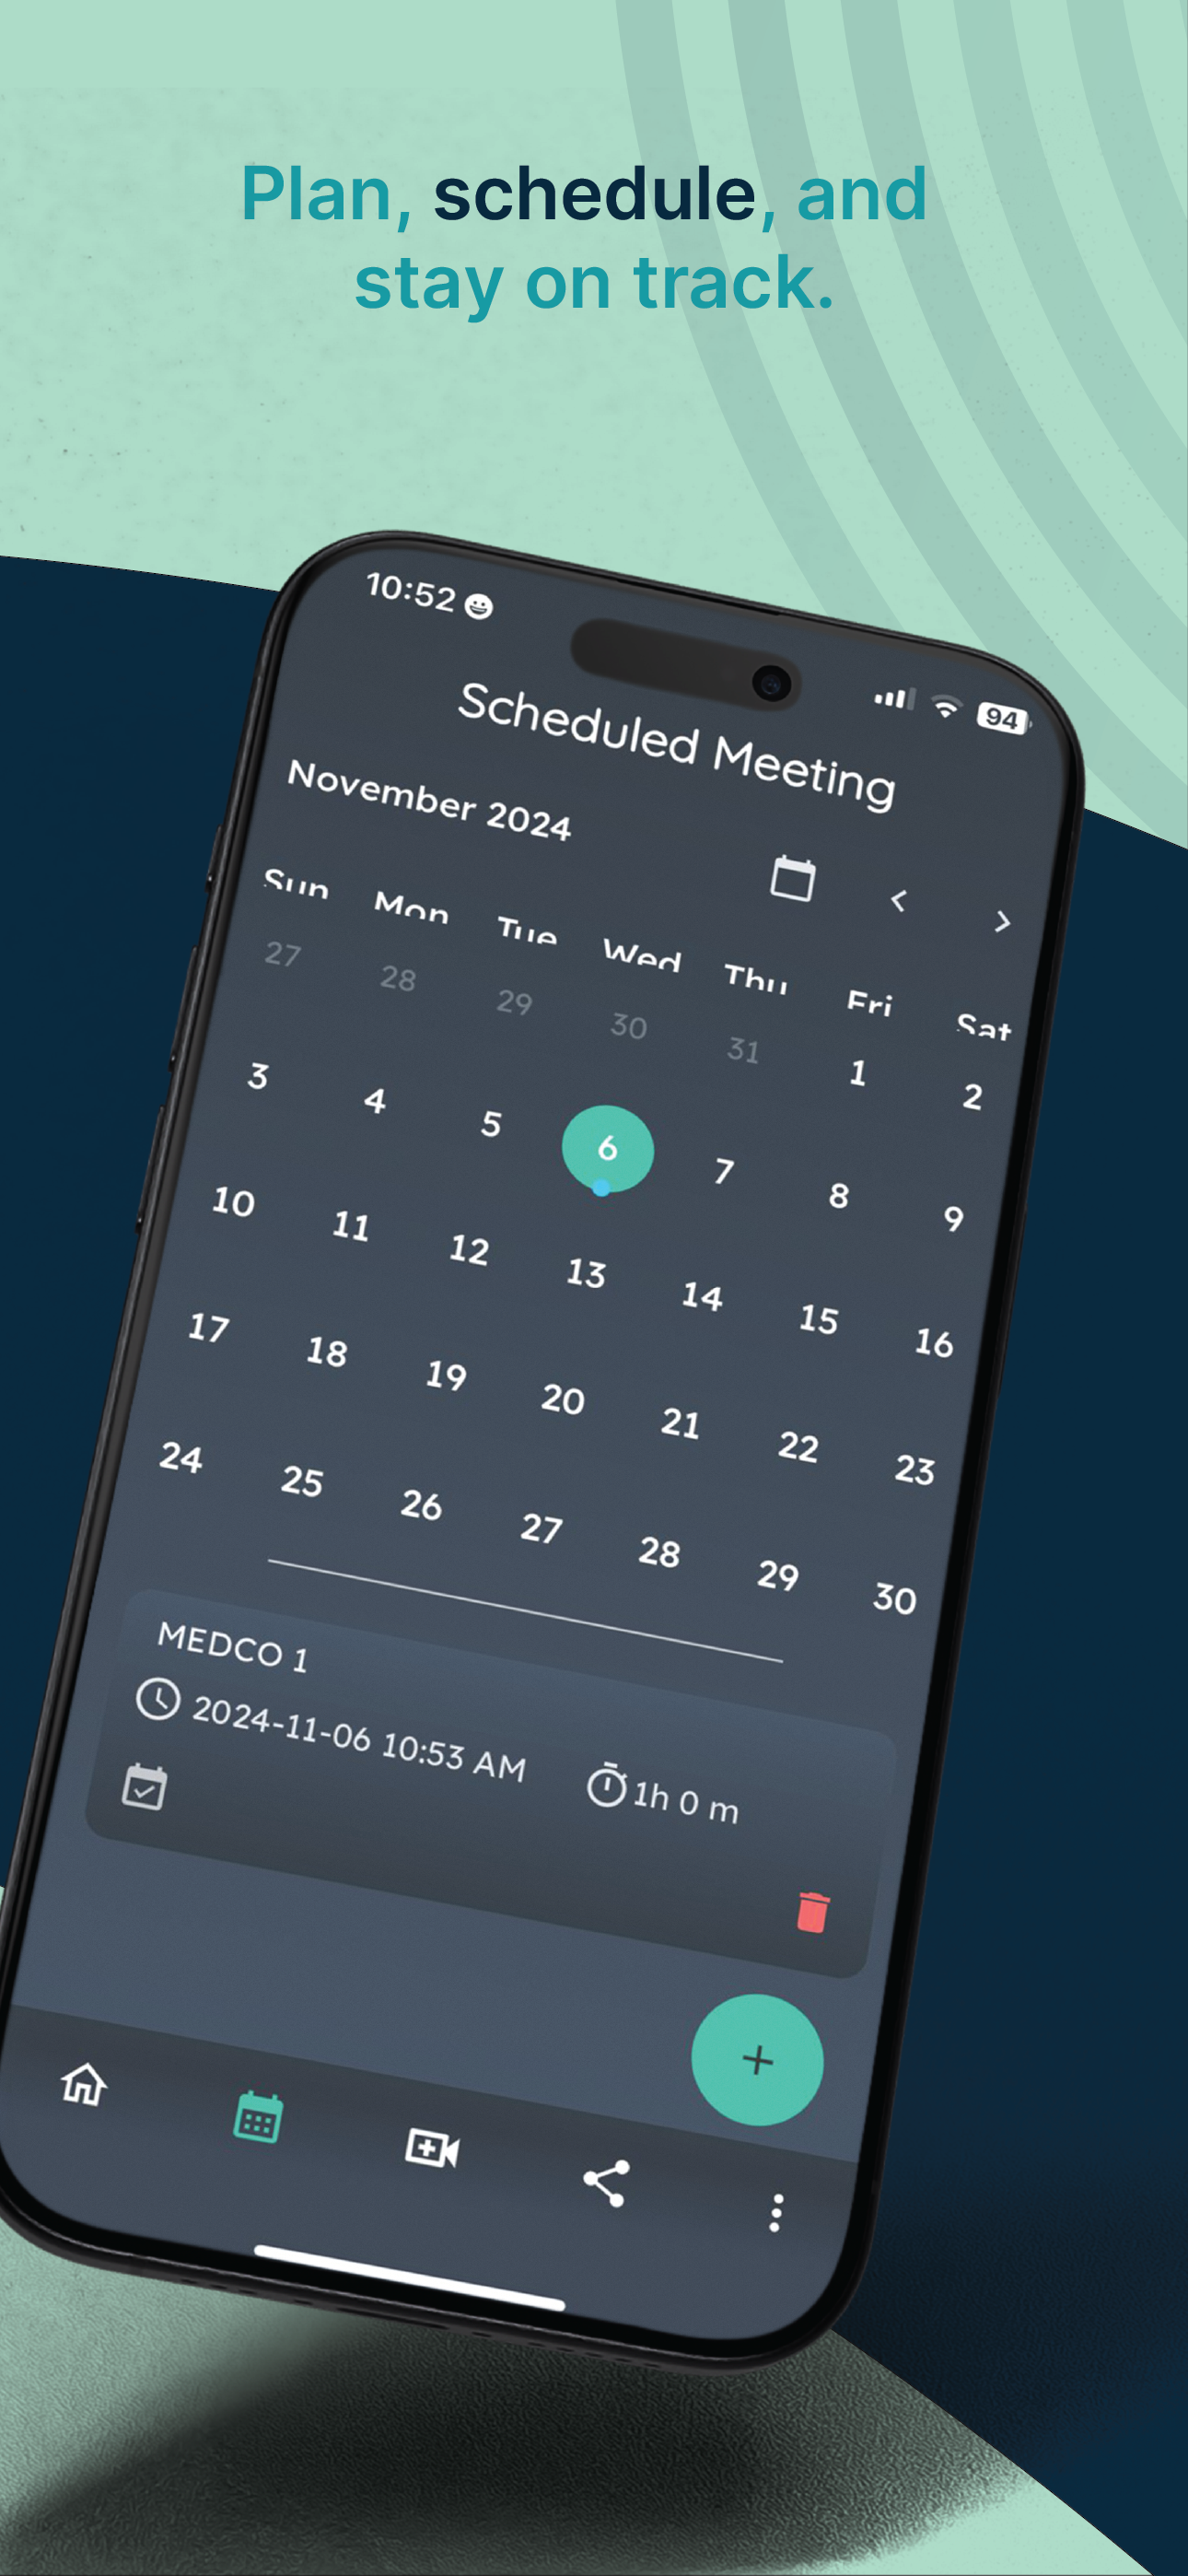 Plan, schedule, and
stay on track.
10:52
94
Scheduled Meeting
November 2024
Sun Mon Tue Wed Thu Fri Sat
27 28 29 30 31 1 2
3 4 5 6 7 8 9
10 11 12 13 14 15 16
17 18 19 20 21 22 23
24 25 26 27 28 29 30
MEDCO 1
2024-11-06 10:53 AM 1h 0 m